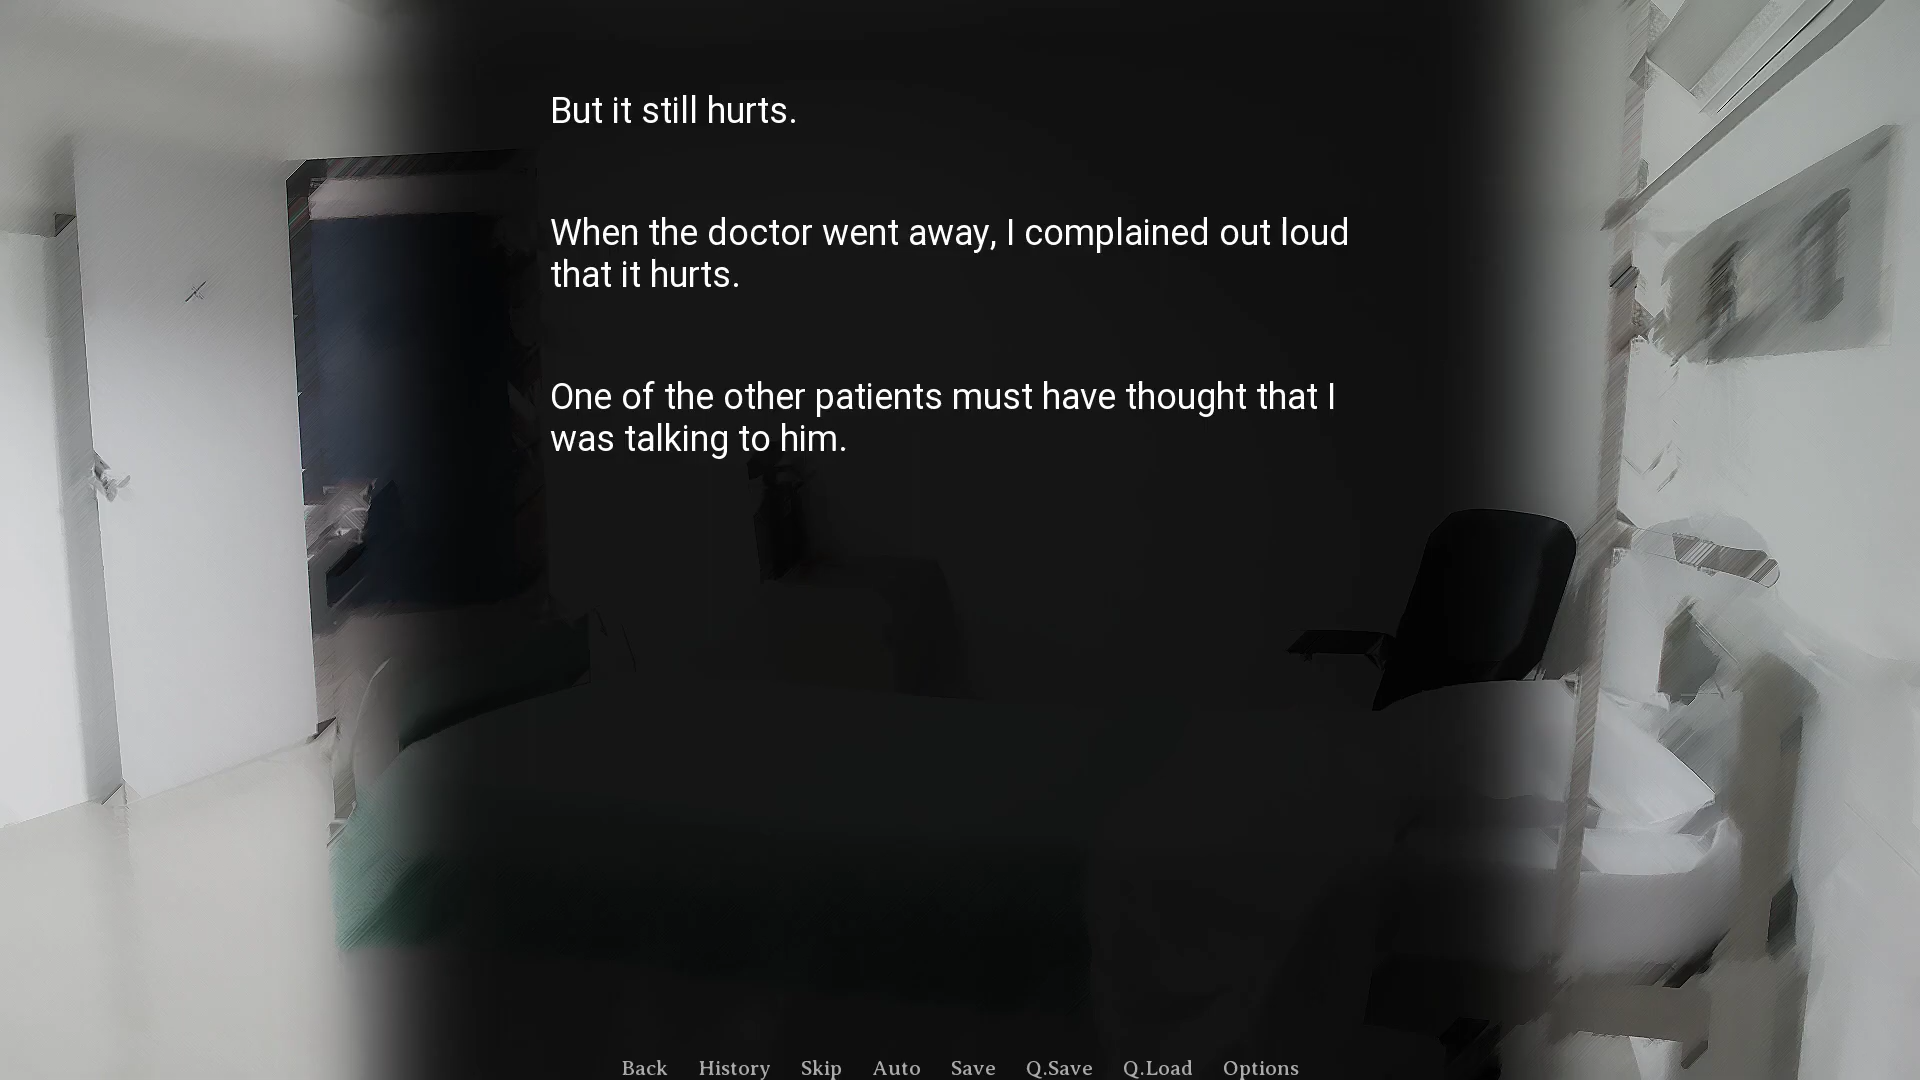 But it still hurts.
When the doctor went away, I complained out loud
that it hurts.
One of the other patients must have thought that I
was talking to him.
Back History Skip Auto Save Q.Save Q.Load Options